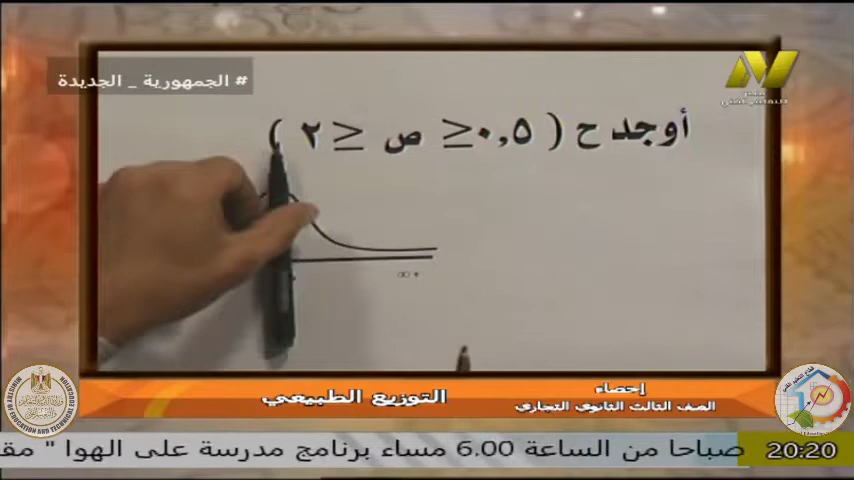 # الجمهورية _ الجديدة
أوجد ح ( ٠,٥ ≥ ص ≥ ٢ )
∞ +
إحصاء
الصف الثالث الثانوي التجاري
التوزيع الطبيعي
20:20 صباحا من الساعة 6.00 مساء برنامج مدرسة على الهوا " مقـ